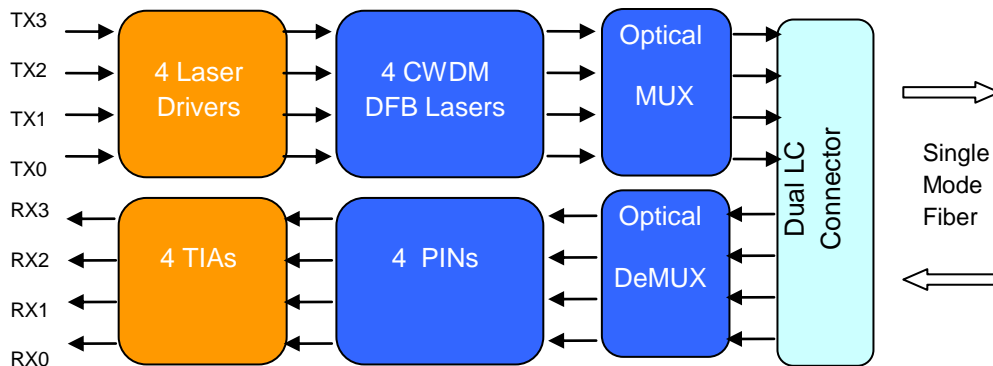 TX3
TX2
TX1
TX0
4 Laser
Drivers
4 CWDM
DFB Lasers
Optical
MUX
Dual LC
Connector
Single
Mode
Fiber
RX3
RX2
RX1
RX0
4 TIAs
4 PINs
Optical
DeMUX